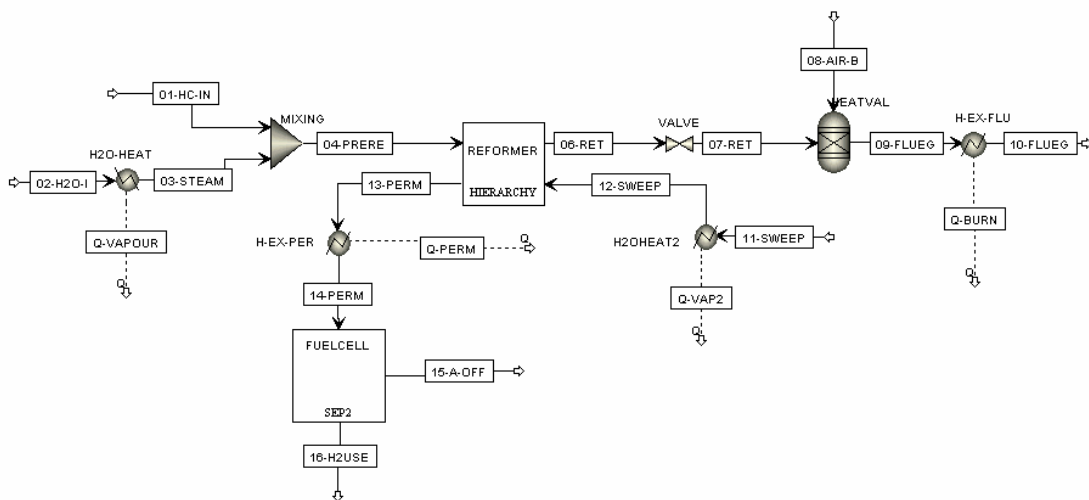 08-AIR-B
01-HC-IN
MIXING
HEATVAL
VALVE
H-EX-FLU
04-PRERE
REFORMER
HIERARCHY
06-RET
07-RET
09-FLUEG
10-FLUEG
H2O-HEAT
02-H2O-I
03-STEAM
13-PERM
12-SWEEP
Q-VAPOUR
Q
H-EX-PER
Q-PERM
Q
H2OHEAT2
11-SWEEP
Q-BURN
Q
14-PERM
Q-VAP2
Q
FUELCELL
SEP2
15-A-OFF
16-H2USE